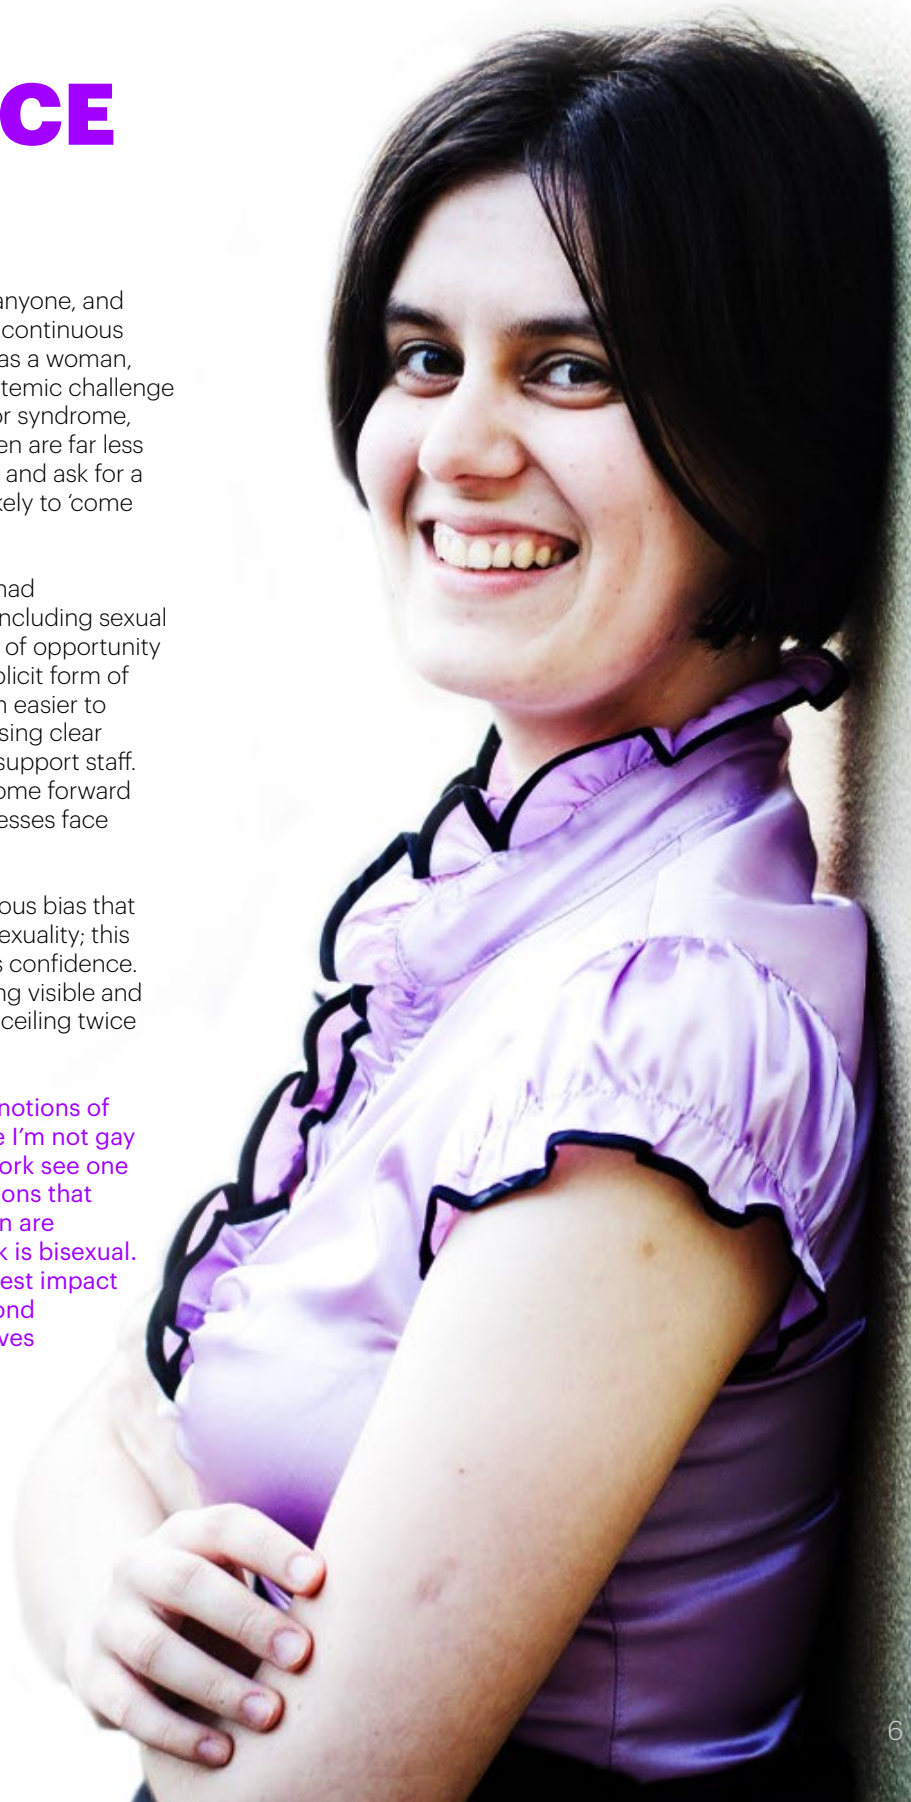 CE
anyone, and
continuous
as a woman,
temic challenge
or syndrome,
en are far less
and ask for a
kely to ‘come
had
ncluding sexual
of opportunity
plicit form of
n easier to
sing clear
support staff.
ome forward
esses face
ous bias that
exuality; this
s confidence.
ng visible and
ceiling twice
notions of
e I’m not gay
ork see one
ons that
n are
k is bisexual.
est impact
ond
ves
6